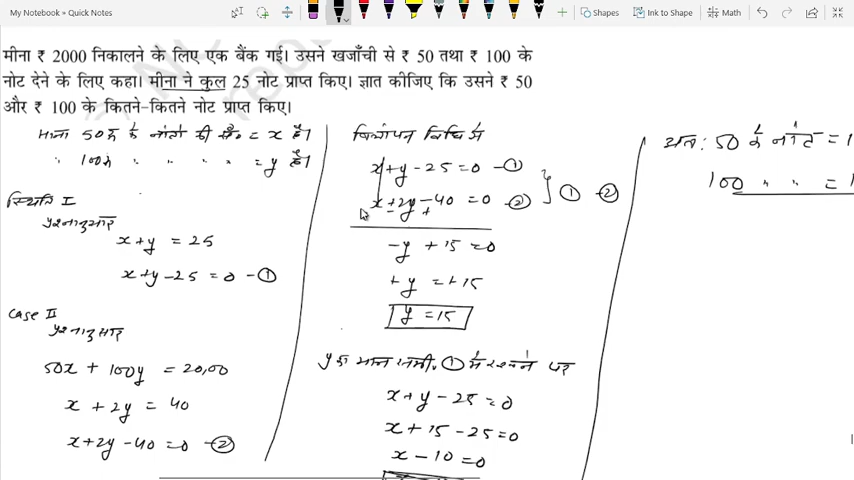 My Notebook
Shapes
Ink to Shape
Math
मीना ₹ 2000 निकालने के लिए एक बैंक गई। उसने खजाँची से ₹ 50 तथा ₹ 100 के
नोट देने के लिए कहा। मीना ने कुल 25 नोट प्राप्त किए। ज्ञात कीजिए कि उसने ₹ 50
और ₹ 100 के कितने-कितने नोट प्राप्त किए।
माना 50 रु के नोटों की सं० = x है।
" 100 रु " " " " = y है।
स्थिति I
प्रश्नानुसार
x+y = 25
x+y-25=0 -①
Case II
प्रश्नानुसार
50x + 100y = 2000
x + 2y = 40
x+2y-40=0 -②
विलोपन विधि से
x+y-25=0 -①
x+2y-40=0 -②
- - +
① - ②
-y +15=0
+y = +15
y = 15
y का मान समी. ① में रखने पर
x+y-25=0
x+15-25=0
x-10=0
अत: 50 के नोट = 1
100 " " = 1